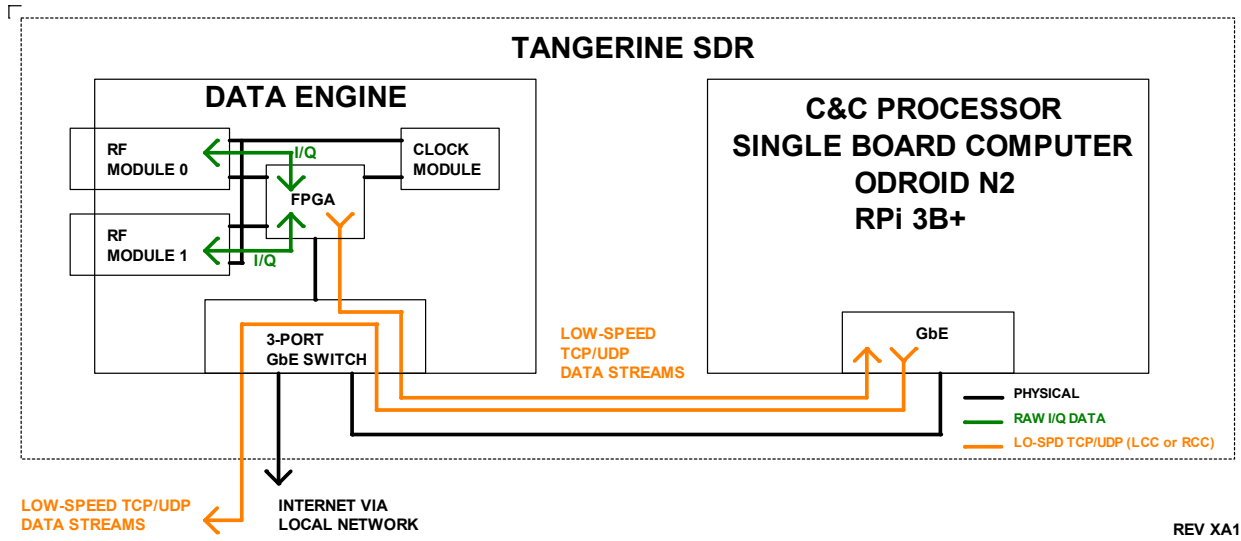 TANGERINE SDR
DATA ENGINE
RF
MODULE 0
I/Q
CLOCK
MODULE
FPGA
RF
MODULE 1
I/Q
3-PORT
GbE SWITCH
C&C PROCESSOR
SINGLE BOARD COMPUTER
ODROID N2
RPi 3B+
GbE
LOW-SPEED
TCP/UDP
DATA STREAMS
PHYSICAL
RAW I/Q DATA
LO-SPD TCP/UDP (LCC or RCC)
LOW-SPEED TCP/UDP
DATA STREAMS
INTERNET VIA
LOCAL NETWORK
REV XA1